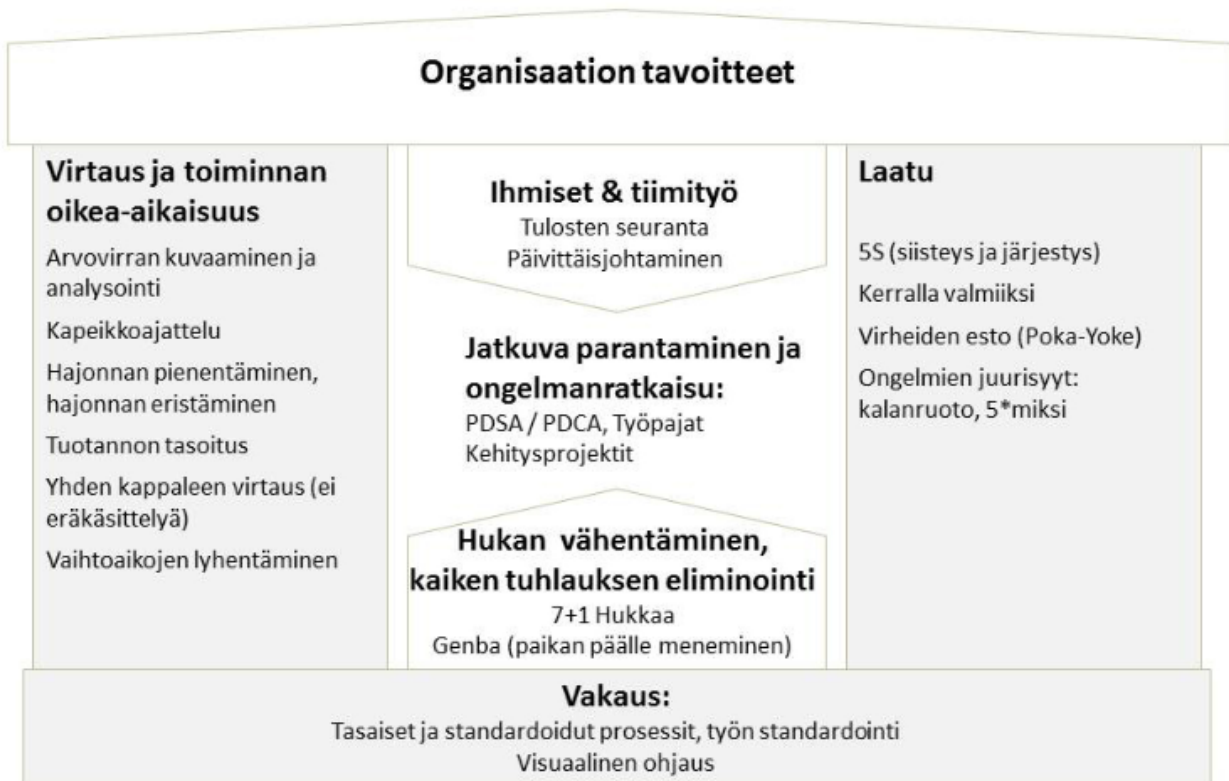 Organisaation tavoitteet
Virtaus ja toiminnan
oikea-aikaisuus
Arvovirran kuvaaminen ja
analysointi
Kapeikkoajattelu
Hajonnan pienentäminen,
hajonnan eristäminen
Tuotannon tasoitus
Yhden kappaleen virtaus (ei
eräkäsittelyä)
Vaihtoaikojen lyhentäminen
Ihmiset & tiimityö
Tulosten seuranta
Päivittäisjohtaminen
Jatkuva parantaminen ja
ongelmanratkaisu:
PDSA / PDCA, Työpajat
Kehitysprojektit
Hukan vähentäminen,
kaiken tuhlauksen eliminointi
7+1 Hukkaa
Genba (paikan päälle meneminen)
Laatu
5S (siisteys ja järjestys)
Kerralla valmiiksi
Virheiden esto (Poka-Yoke)
Ongelmien juurisyyt:
kalanruoto, 5*miksi
Vakaus:
Tasaiset ja standardoidut prosessit, työn standardointi
Visuaalinen ohjaus